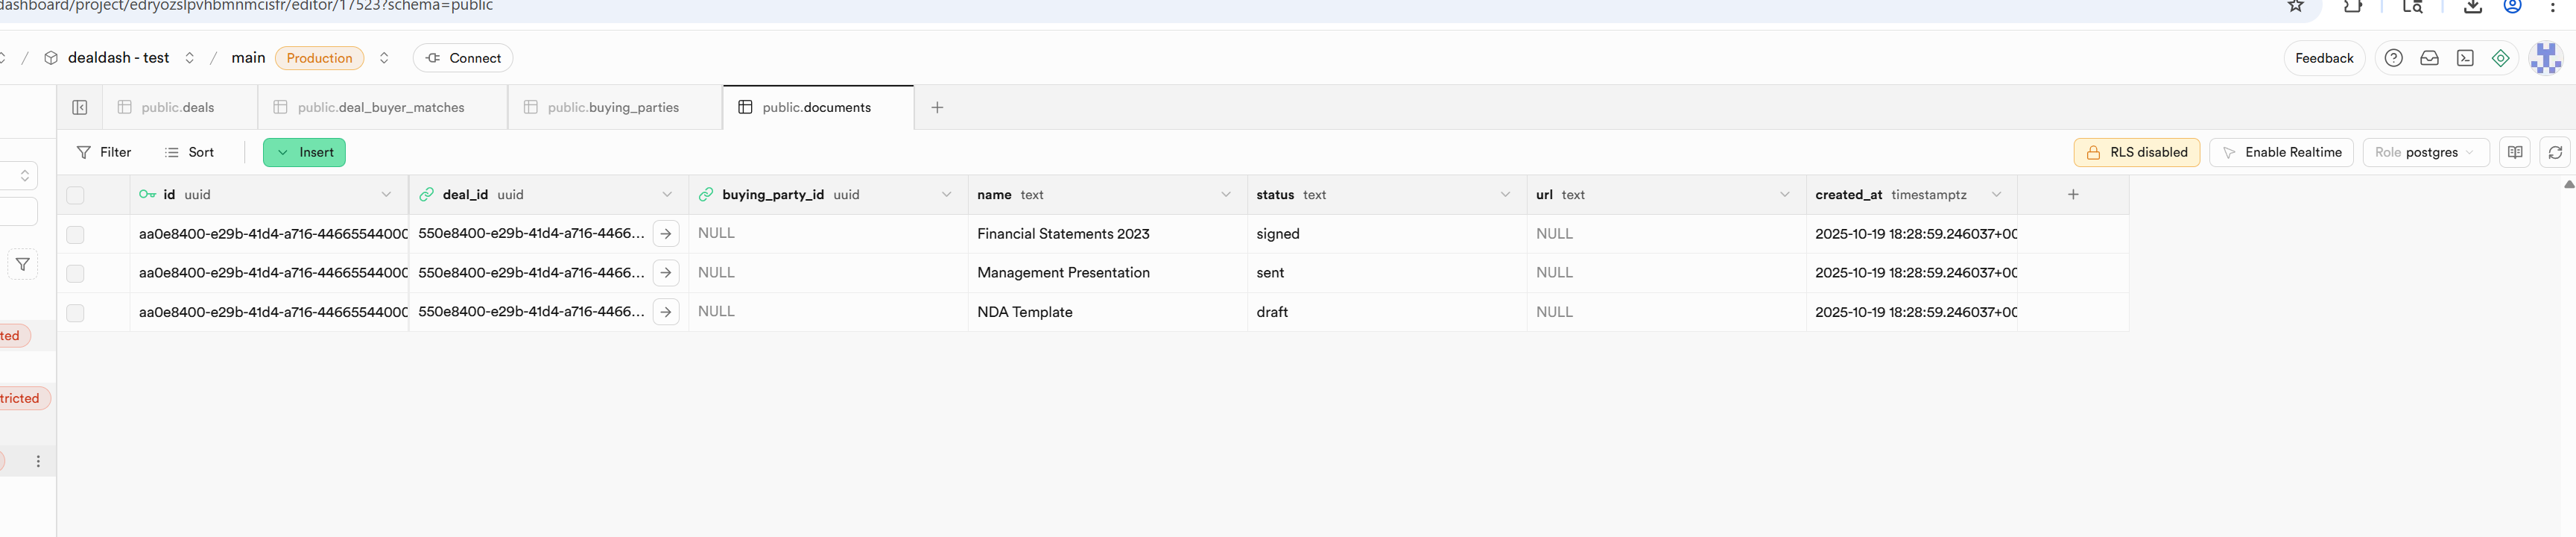 dashboard/project/edryozslpvhbmnmcisfr/editor/17523?schema=public
/ dealdash - test / main Production Connect Feedback
public.deals public.deal_buyer_matches public.buying_parties public.documents
Filter Sort Insert RLS disabled Enable Realtime Role postgres
id uuid deal_id uuid buying_party_id uuid name text status text url text created_at timestamptz
aa0e8400-e29b-41d4-a716-44665544000 550e8400-e29b-41d4-a716-4466... NULL Financial Statements 2023 signed NULL 2025-10-19 18:28:59.246037+00
aa0e8400-e29b-41d4-a716-44665544000 550e8400-e29b-41d4-a716-4466... NULL Management Presentation sent NULL 2025-10-19 18:28:59.246037+00
aa0e8400-e29b-41d4-a716-44665544000 550e8400-e29b-41d4-a716-4466... NULL NDA Template draft NULL 2025-10-19 18:28:59.246037+00
ted
tricted